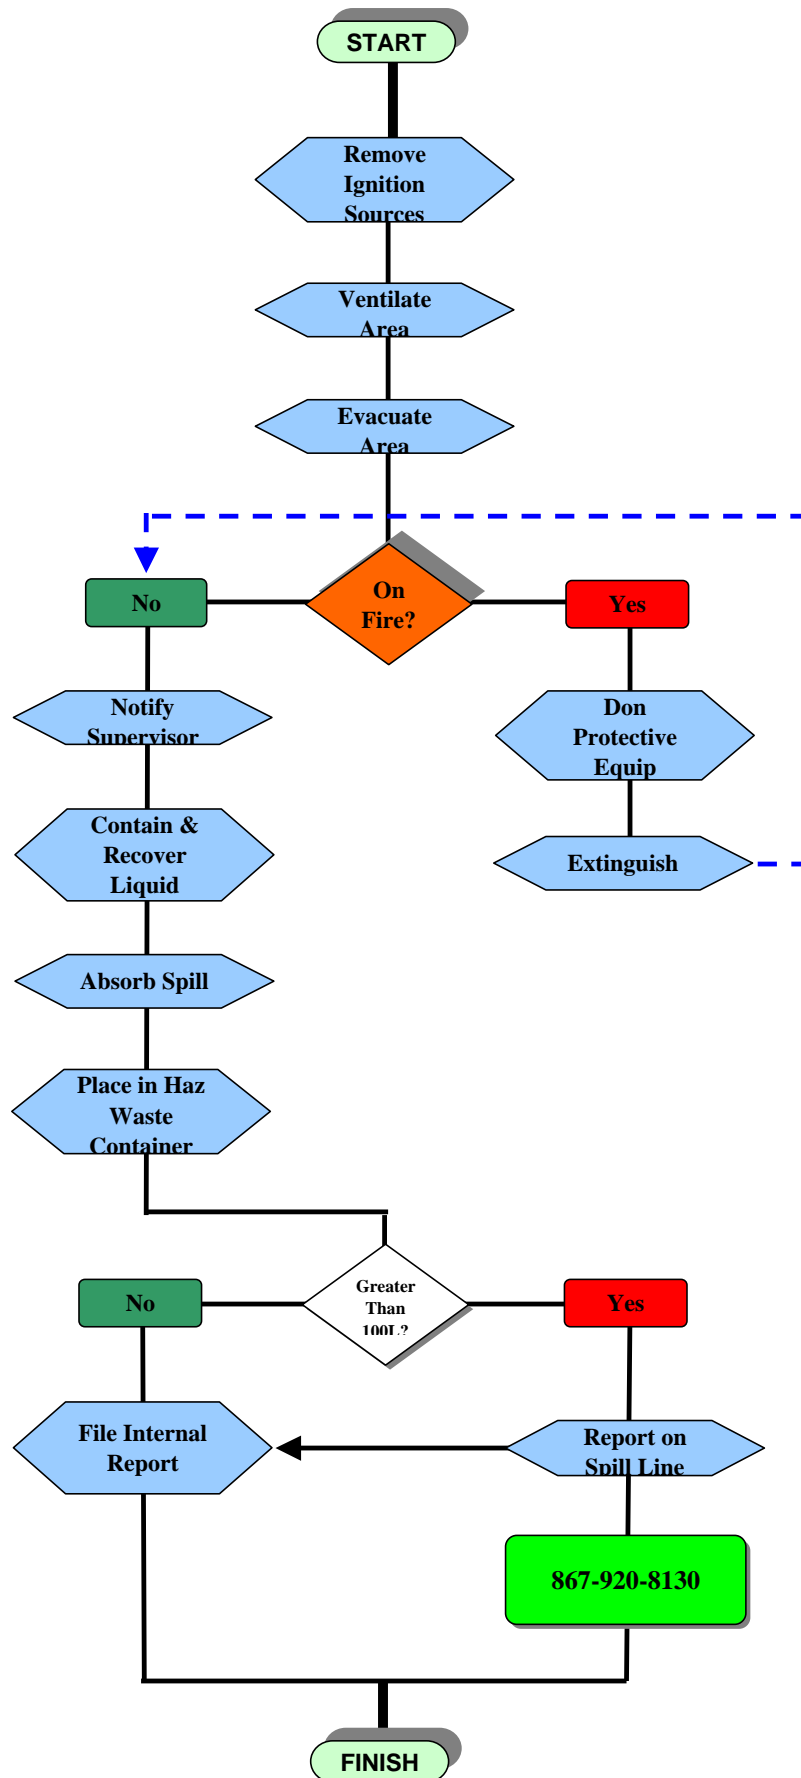 START
Remove
Ignition
Sources
Ventilate
Area
Evacuate
Area
On
Fire?
No
Yes
Notify
Supervisor
Don
Protective
Equip
Contain &
Recover
Liquid
Extinguish
Absorb Spill
Place in Haz
Waste
Container
Greater
Than
100L?
No
Yes
File Internal
Report
Report on
Spill Line
867-920-8130
FINISH